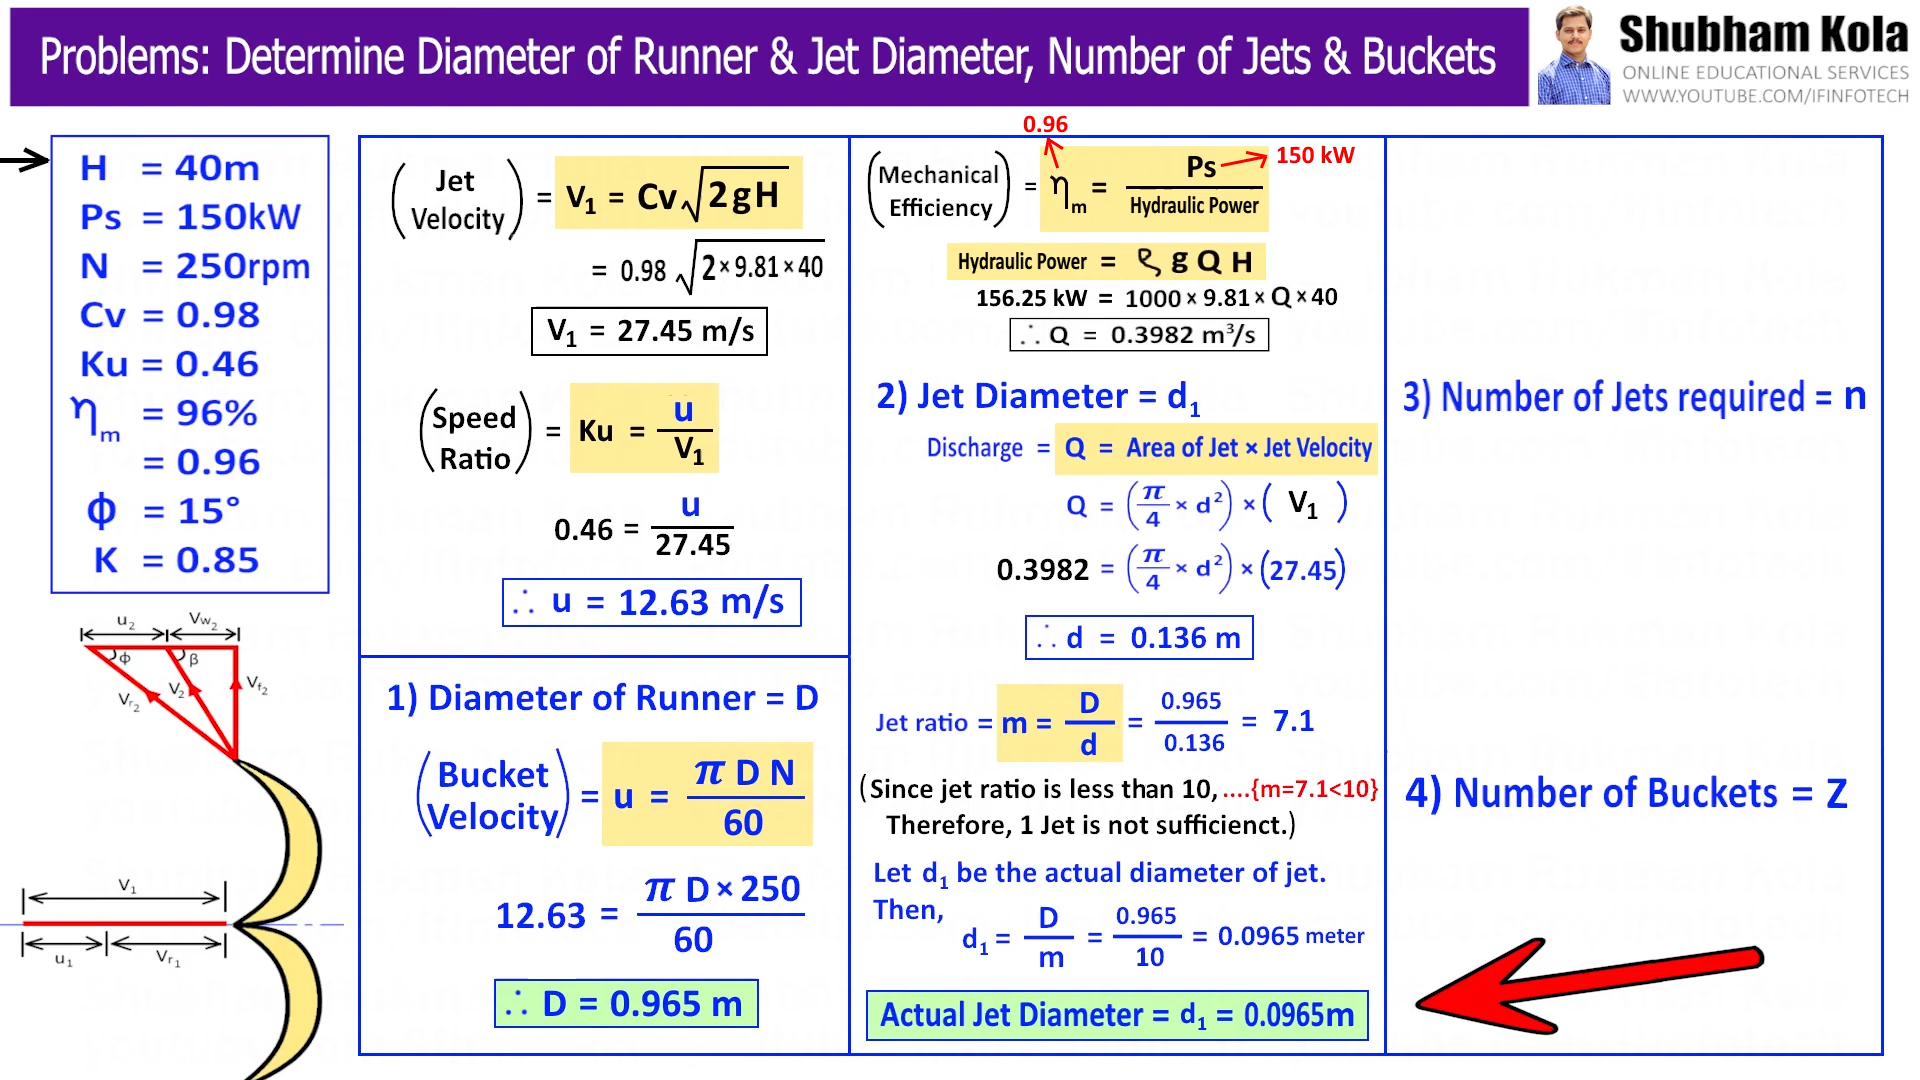 Problems: Determine Diameter of Runner & Jet Diameter, Number of Jets & Buckets
Shubham Kola
ONLINE EDUCATIONAL SERVICES
WWW.YOUTUBE.COM/IFINFOTECH
H = 40m
Ps = 150kW
N = 250rpm
Cv = 0.98
Ku = 0.46
ηm = 96%
= 0.96
ϕ = 15°
K = 0.85
u2 Vw2
ϕ β
Vr2 V2 Vf2
V1
u1 Vr1
(Jet Velocity) = V1 = Cv√2gH
= 0.98 √2×9.81×40
V1 = 27.45 m/s
(Speed Ratio) = Ku = u/V1
0.46 = u/27.45
∴ u = 12.63 m/s
1) Diameter of Runner = D
(Bucket Velocity) = u = π D N/60
12.63 = π D×250/60
∴ D = 0.965 m
0.96
(Mechanical Efficiency) = ηm = Ps/Hydraulic Power
150 kW
Hydraulic Power = ρ g Q H
156.25 kW = 1000×9.81×Q×40
∴ Q = 0.3982 m³/s
2) Jet Diameter = d1
Discharge = Q = Area of Jet × Jet Velocity
Q = (π/4 × d²) × ( V1 )
0.3982 = (π/4 × d²) × (27.45)
∴ d = 0.136 m
Jet ratio = m = D/d = 0.965/0.136 = 7.1
(Since jet ratio is less than 10, ....{m=7.1<10}
Therefore, 1 Jet is not sufficienct.)
Let d1 be the actual diameter of jet.
Then,
d1 = D/m = 0.965/10 = 0.0965 meter
Actual Jet Diameter = d1 = 0.0965m
3) Number of Jets required = n
4) Number of Buckets = Z